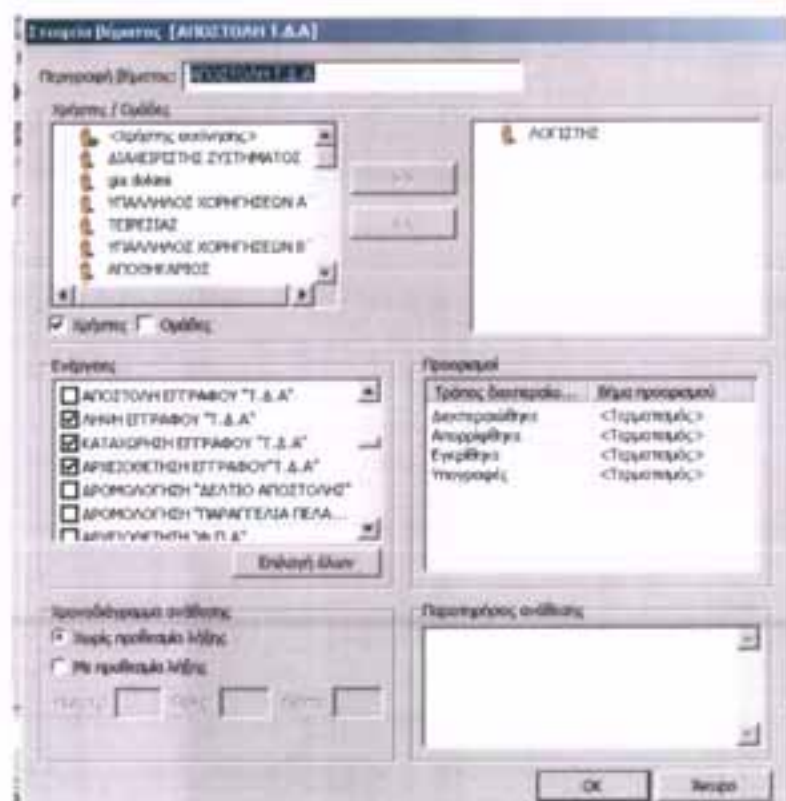 Στοιχεία βήματος [ΑΠΟΣΤΟΛΗ Τ.Δ.Α]
Περιγραφή βήματος: ΑΠΟΣΤΟΛΗ Τ.Δ.Α
Χρήστες / Ομάδες
<Χρήστης εκκίνησης>
ΔΙΑΧΕΙΡΙΣΤΗΣ ΣΥΣΤΗΜΑΤΟΣ
gia dokimi
ΥΠΑΛΛΗΛΟΣ ΧΟΡΗΓΗΣΕΩΝ Α
ΤΕΙΡΕΣΙΑΣ
ΥΠΑΛΛΗΛΟΣ ΧΟΡΗΓΗΣΕΩΝ Β
ΑΠΟΘΗΚΑΡΙΟΣ
>>
<<
ΛΟΓΙΣΤΗΣ
Χρήστες Ομάδες
Ενέργειες
ΑΠΟΣΤΟΛΗ ΕΓΓΡΑΦΟΥ "Τ.Δ.Α"
ΛΗΨΗ ΕΓΓΡΑΦΟΥ "Τ.Δ.Α"
ΚΑΤΑΧΩΡΗΣΗ ΕΓΓΡΑΦΟΥ "Τ.Δ.Α"
ΑΡΧΕΙΟΘΕΤΗΣΗ ΕΓΓΡΑΦΟΥ"Τ.Δ.Α"
ΔΡΟΜΟΛΟΓΗΣΗ "ΔΕΛΤΙΟ ΑΠΟΣΤΟΛΗΣ"
ΔΡΟΜΟΛΟΓΗΣΗ "ΠΑΡΑΓΓΕΛΙΑ ΠΕΛΑ...
Επιλογή όλων
Προορισμοί
Τρόπος διεκπεραίω... Βήμα προορισμού
Διεκπεραιώθηκε <Τερματισμός>
Απορρίφθηκε <Τερματισμός>
Εγκρίθηκε <Τερματισμός>
Υπογραφές <Τερματισμός>
Χρονοδιάγραμμα ανάθεσης
Χωρίς προθεσμία λήξης
Με προθεσμία λήξης
Παρατηρήσεις ανάθεσης
OK Άκυρο